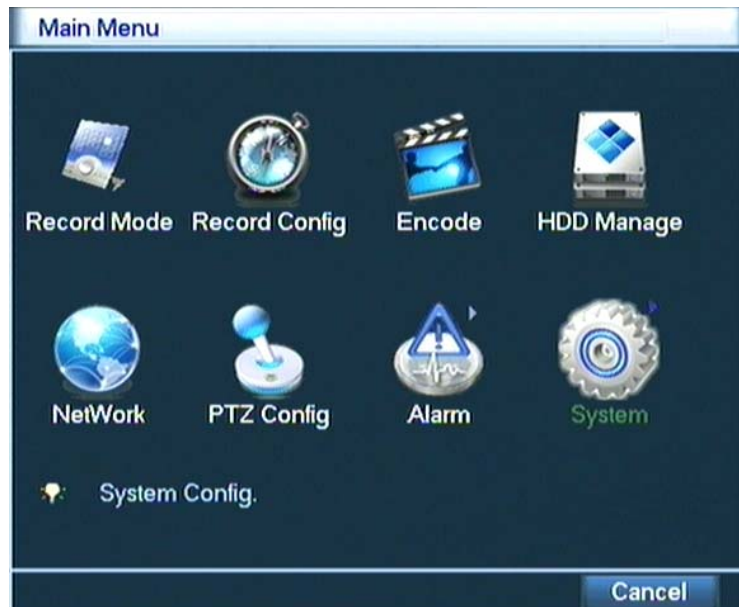 Main Menu
Record Mode Record Config Encode HDD Manage
NetWork PTZ Config Alarm System
System Config.
Cancel